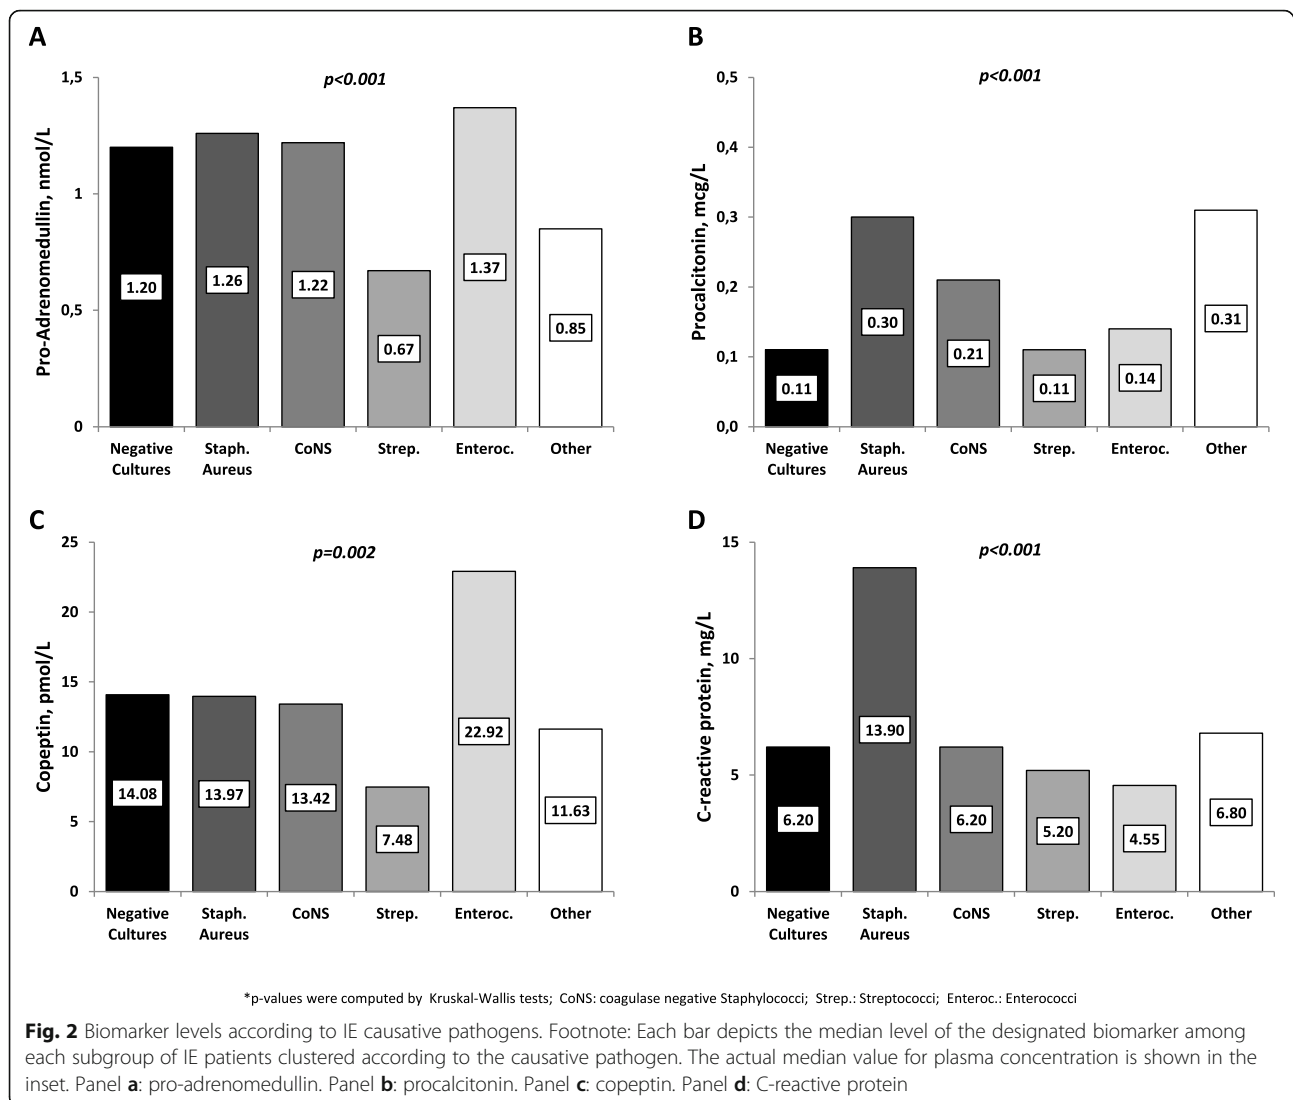 A
p<0.001
Pro-Adrenomedullin, nmol/L
1,5
1
0,5
0
1.20
1.26
1.22
0.67
1.37
0.85
Negative Cultures
Staph. Aureus
CoNS
Strep.
Enteroc.
Other
B
p<0.001
Procalcitonin, mcg/L
0,5
0,4
0,3
0,2
0,1
0,0
0.11
0.30
0.21
0.11
0.14
0.31
Negative Cultures
Staph. Aureus
CoNS
Strep.
Enteroc.
Other
C
p=0.002
Copeptin, pmol/L
25
20
15
10
5
0
14.08
13.97
13.42
7.48
22.92
11.63
Negative Cultures
Staph. Aureus
CoNS
Strep.
Enteroc.
Other
D
p<0.001
C-reactive protein, mg/L
15
10
5
0
6.20
13.90
6.20
5.20
4.55
6.80
Negative Cultures
Staph. Aureus
CoNS
Strep.
Enteroc.
Other
*p-values were computed by Kruskal-Wallis tests; CoNS: coagulase negative Staphylococci; Strep.: Streptococci; Enteroc.: Enterococci
Fig. 2 Biomarker levels according to IE causative pathogens. Footnote: Each bar depicts the median level of the designated biomarker among
each subgroup of IE patients clustered according to the causative pathogen. The actual median value for plasma concentration is shown in the
inset. Panel a: pro-adrenomedullin. Panel b: procalcitonin. Panel c: copeptin. Panel d: C-reactive protein